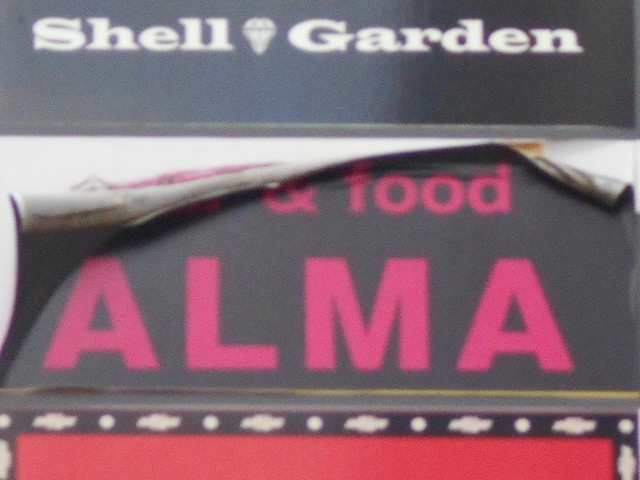 Shell Garden
& food
ALMA